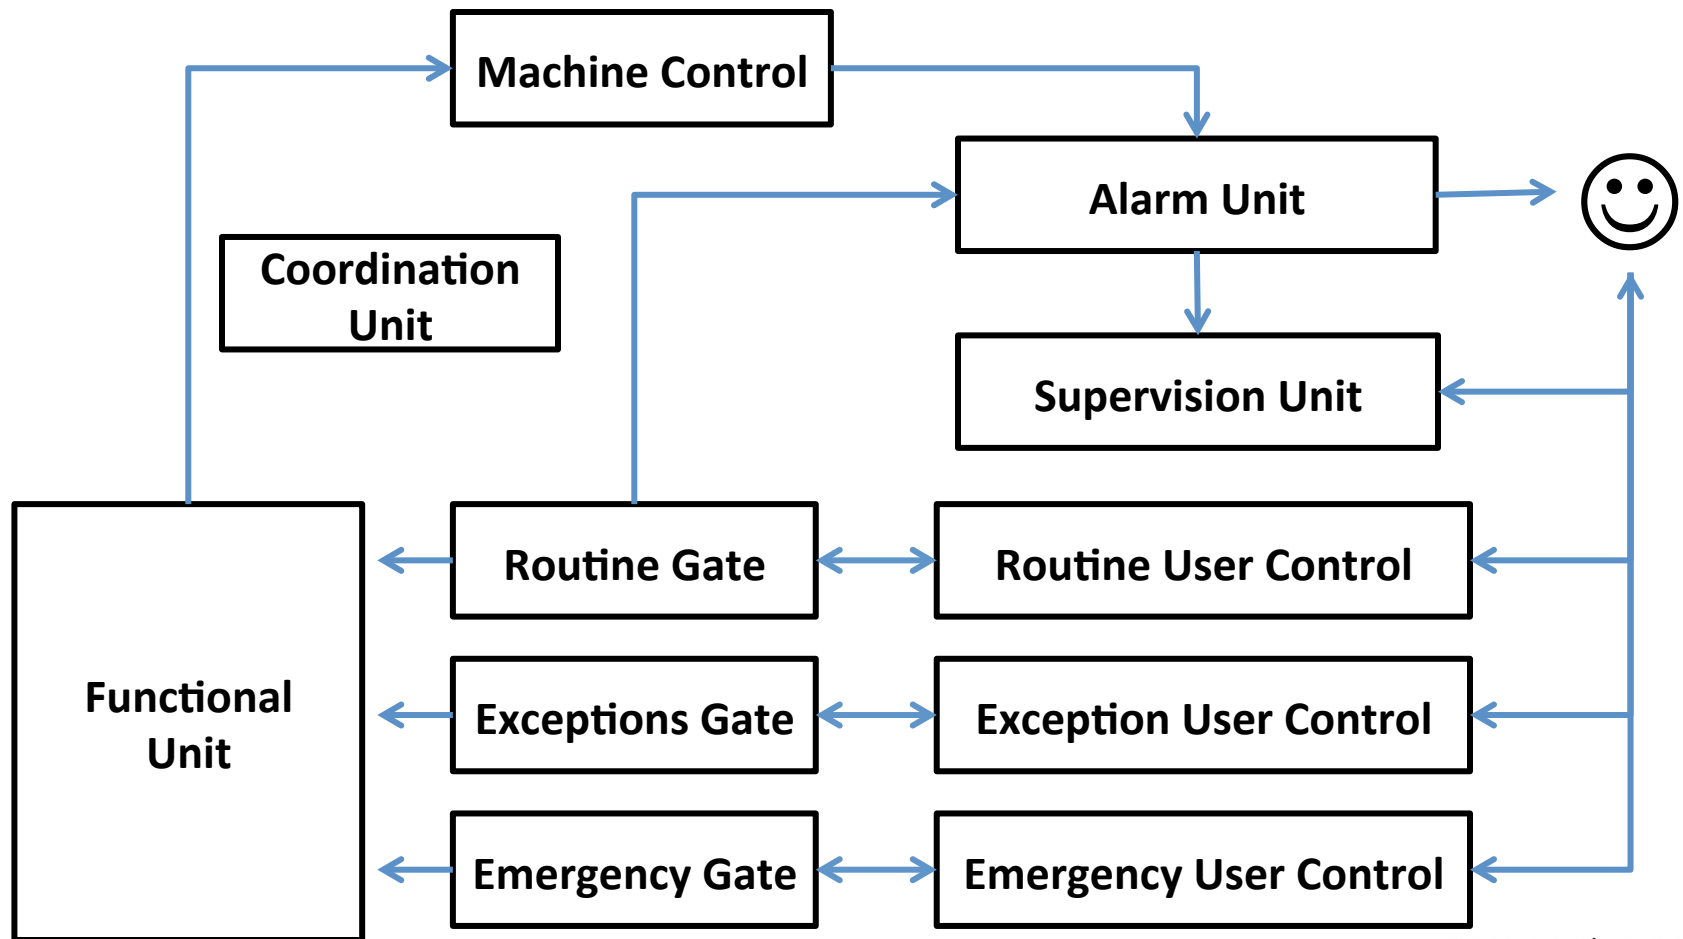 Machine Control
Alarm Unit
Coordination
Unit
Supervision Unit
Routine Gate
Routine User Control
Functional
Unit
Exceptions Gate
Exception User Control
Emergency Gate
Emergency User Control